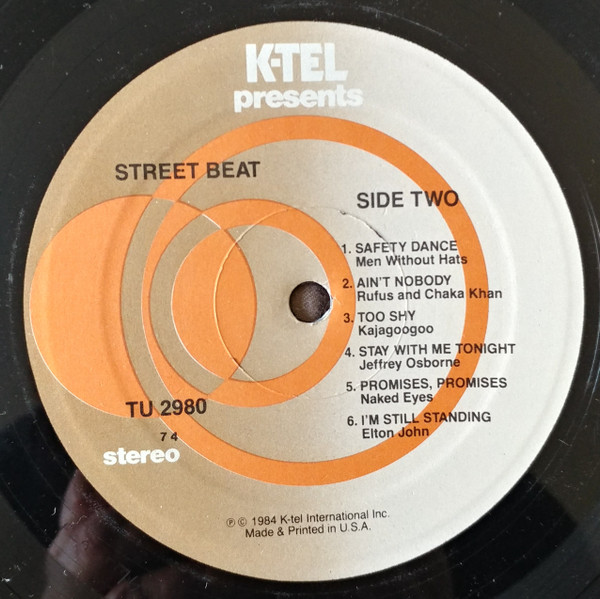 K-TEL
presents
STREET BEAT
SIDE TWO
1. SAFETY DANCE
Men Without Hats
2. AIN'T NOBODY
Rufus and Chaka Khan
3. TOO SHY
Kajagoogoo
4. STAY WITH ME TONIGHT
Jeffrey Osborne
5. PROMISES, PROMISES
Naked Eyes
6. I'M STILL STANDING
Elton John
TU 2980
7 4
stereo
℗ © 1984 K-tel International Inc.
Made & Printed in U.S.A.